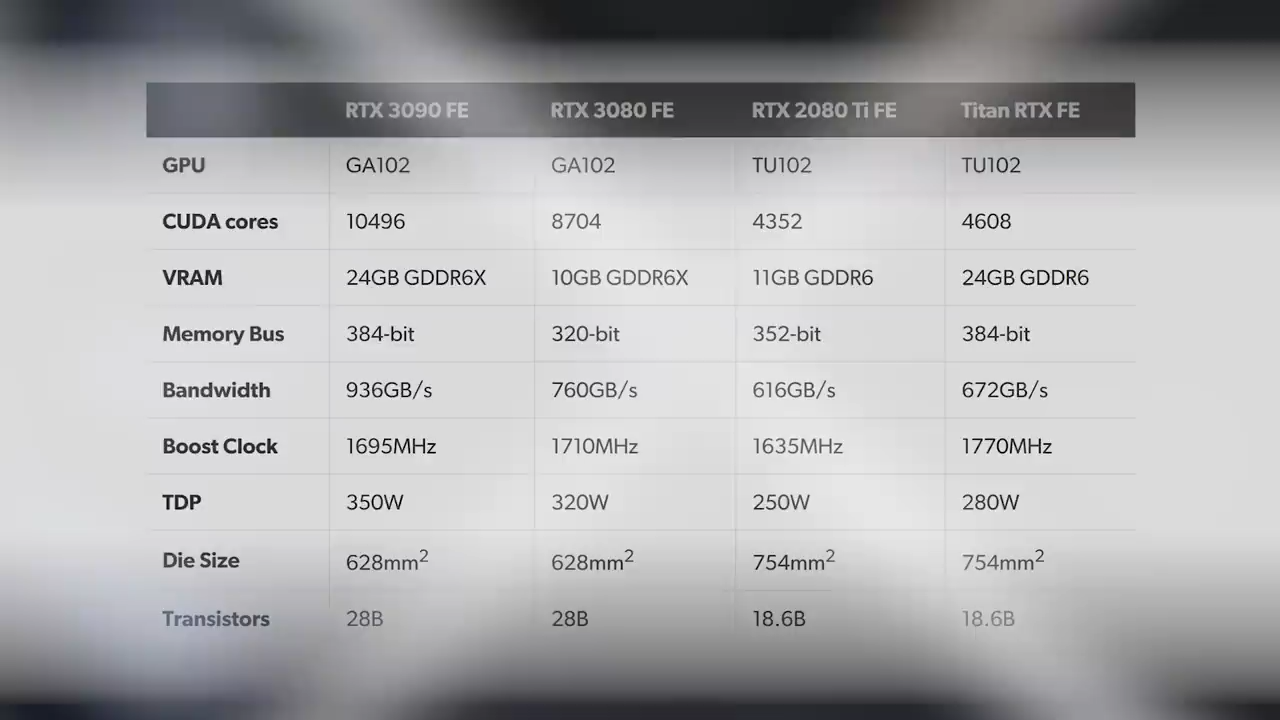 RTX 3090 FE RTX 3080 FE RTX 2080 Ti FE Titan RTX FE
GPU GA102 GA102 TU102 TU102
CUDA cores 10496 8704 4352 4608
VRAM 24GB GDDR6X 10GB GDDR6X 11GB GDDR6 24GB GDDR6
Memory Bus 384-bit 320-bit 352-bit 384-bit
Bandwidth 936GB/s 760GB/s 616GB/s 672GB/s
Boost Clock 1695MHz 1710MHz 1635MHz 1770MHz
TDP 350W 320W 250W 280W
Die Size 628mm² 628mm² 754mm² 754mm²
Transistors 28B 28B 18.6B 18.6B